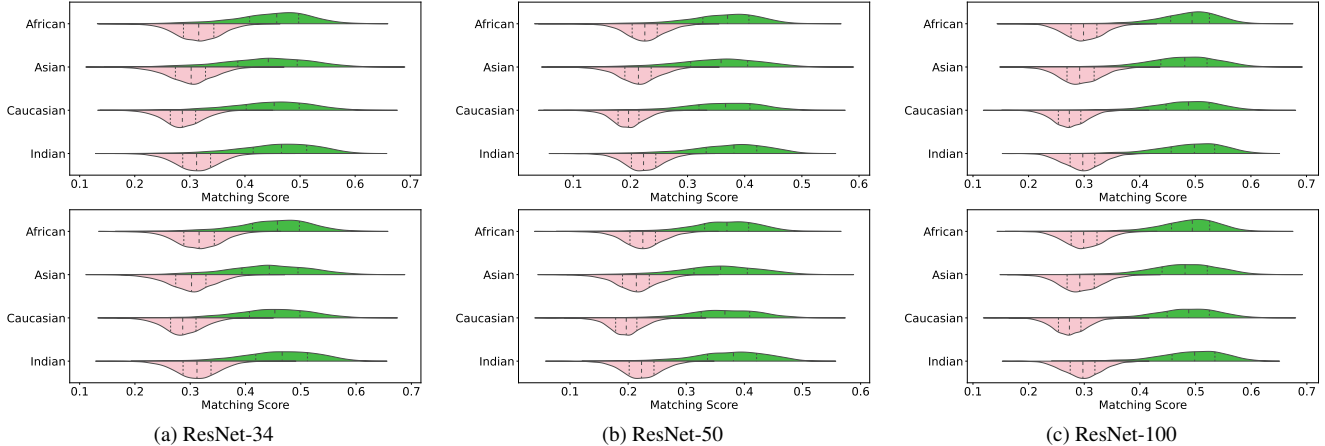 African
Asian
Caucasian
Indian
0.1 0.2 0.3 0.4 0.5 0.6 0.7
Matching Score
African
Asian
Caucasian
Indian
0.1 0.2 0.3 0.4 0.5 0.6
Matching Score
African
Asian
Caucasian
Indian
0.1 0.2 0.3 0.4 0.5 0.6 0.7
Matching Score
African
Asian
Caucasian
Indian
0.1 0.2 0.3 0.4 0.5 0.6 0.7
Matching Score
African
Asian
Caucasian
Indian
0.1 0.2 0.3 0.4 0.5 0.6
Matching Score
African
Asian
Caucasian
Indian
0.1 0.2 0.3 0.4 0.5 0.6 0.7
Matching Score
(a) ResNet-34
(b) ResNet-50
(c) ResNet-100